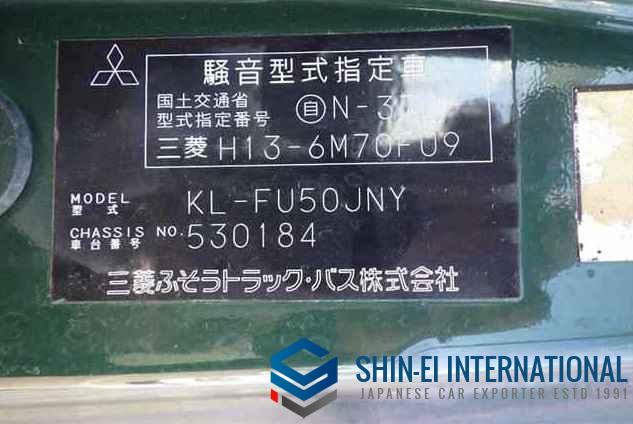 騒音型式指定車
国土交通省
型式指定番号 自 N-3
三菱 H13-6M70FU9
MODEL KL-FU50JNY
型式
CHASSIS NO. 530184
車台番号
三菱ふそうトラック・バス株式会社
SHIN-EI INTERNATIONAL
JAPANESE CAR EXPORTER ESTD 1991